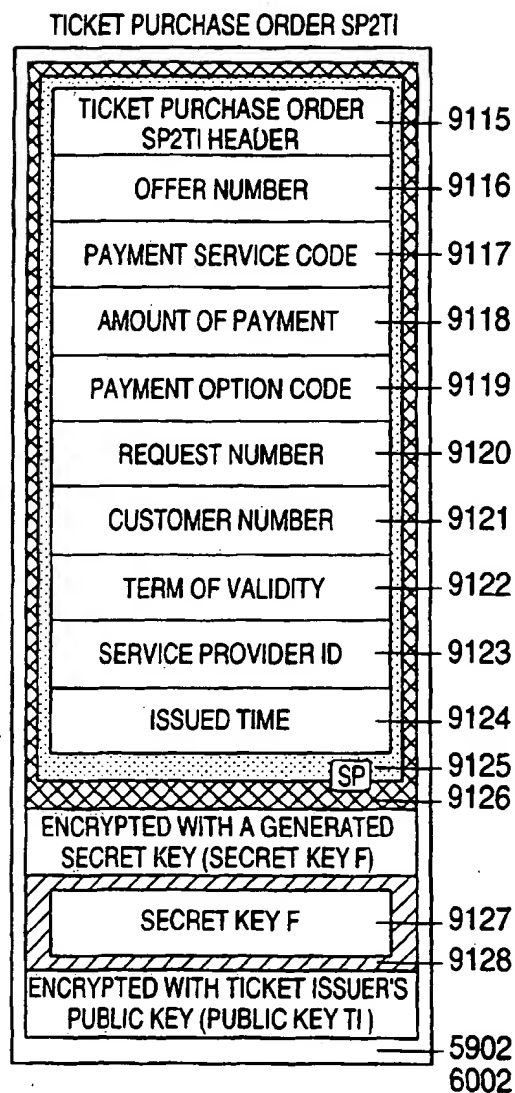 TICKET PURCHASE ORDER SP2TI
TICKET PURCHASE ORDER
SP2TI HEADER
9115
OFFER NUMBER
9116
PAYMENT SERVICE CODE
9117
AMOUNT OF PAYMENT
9118
PAYMENT OPTION CODE
9119
REQUEST NUMBER
9120
CUSTOMER NUMBER
9121
TERM OF VALIDITY
9122
SERVICE PROVIDER ID
9123
ISSUED TIME
9124
SP
9125
9126
ENCRYPTED WITH A GENERATED
SECRET KEY (SECRET KEY F)
SECRET KEY F
9127
9128
ENCRYPTED WITH TICKET ISSUER'S
PUBLIC KEY (PUBLIC KEY TI )
5902
6002